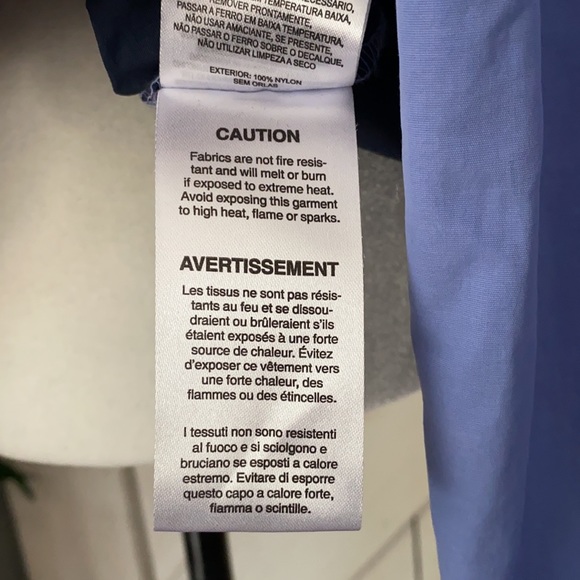 TEMPERATURA BAIXA,
REMOVER PRONTAMENTE,
PASSAR A FERRO EM BAIXA TEMPERATURA,
NÃO USAR AMACIANTE, SE PRESENTE,
NÃO PASSAR O FERRO SOBRE O DECALQUE,
NÃO UTILIZAR LIMPEZA A SECO
EXTERIOR: 100% NYLON
SEM ORLAS
CAUTION
Fabrics are not fire resis-
tant and will melt or burn
if exposed to extreme heat.
Avoid exposing this garment
to high heat, flame or sparks.
AVERTISSEMENT
Les tissus ne sont pas résis-
tants au feu et se dissou-
draient ou brûleraient s'ils
étaient exposés à une forte
source de chaleur. Évitez
d'exposer ce vêtement vers
une forte chaleur, des
flammes ou des étincelles.
I tessuti non sono resistenti
al fuoco e si sciolgono e
bruciano se esposti a calore
estremo. Evitare di esporre
questo capo a calore forte,
fiamma o scintille.